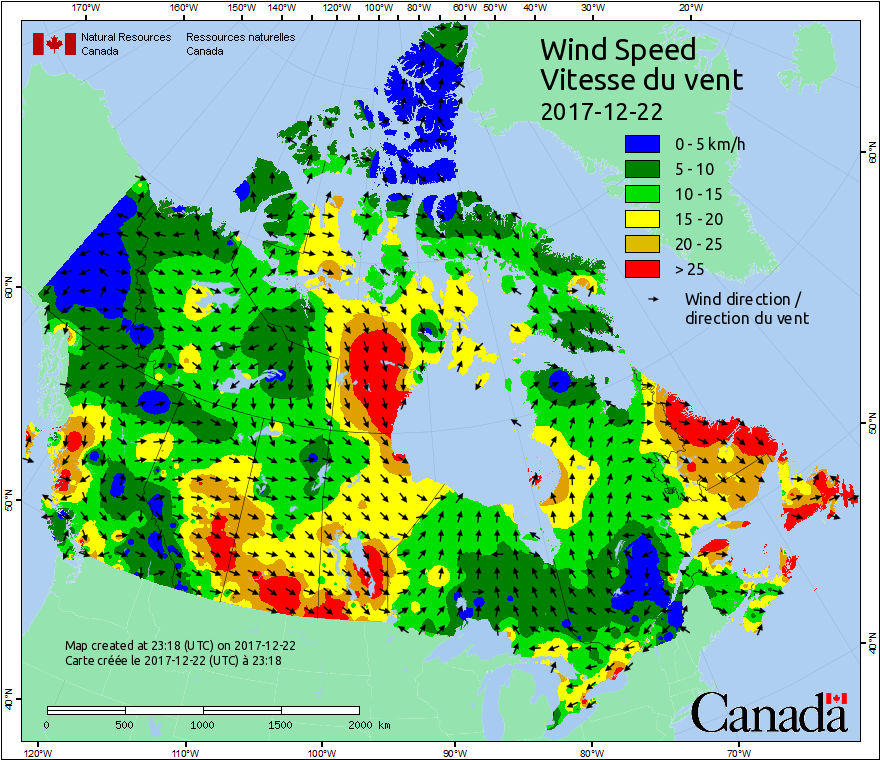 170°W 160°W 150°W 140°W 120°W 110°W 100°W 90°W 80°W 60°W 50°W 40°W 30°W 20°W
Natural Resources Canada
Ressources naturelles Canada
Wind Speed
Vitesse du vent
2017-12-22
0 - 5 km/h
5 - 10
10 - 15
15 - 20
20 - 25
> 25
Wind direction /
direction du vent
60°N
50°N
40°N
60°N
50°N
40°N
Map created at 23:18 (UTC) on 2017-12-22
Carte créée le 2017-12-22 (UTC) à 23:18
0 500 1000 1500 2000 km
Canada
120°W 110°W 100°W 90°W 80°W 70°W